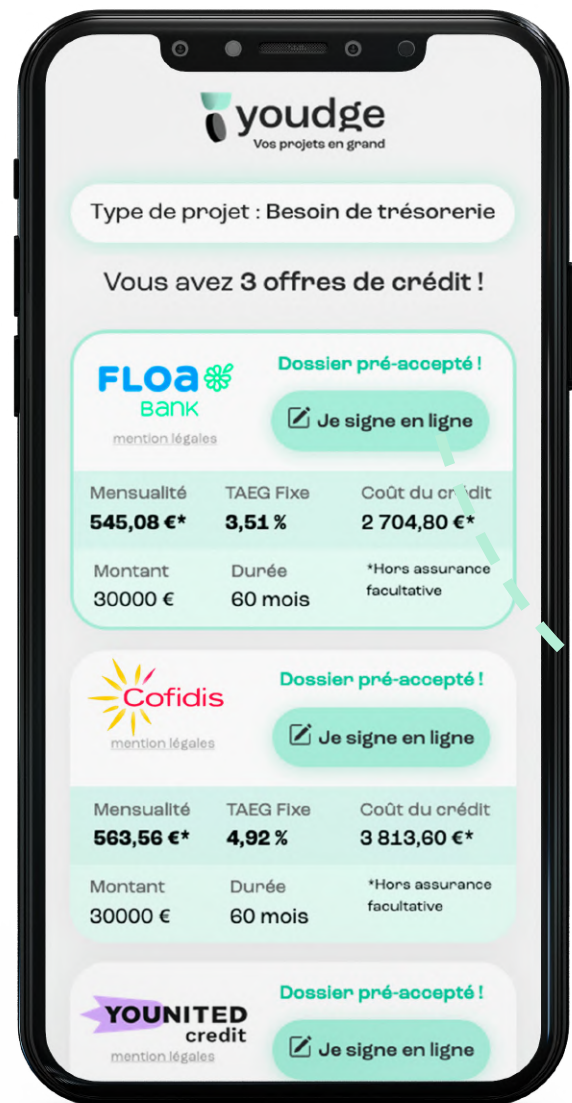 youdge
Vos projets en grand
Type de projet : Besoin de trésorerie
Vous avez 3 offres de crédit !
FLOa
Bank
mention légales
Dossier pré-accepté !
Je signe en ligne
Mensualité TAEG Fixe Coût du crédit
545,08 €* 3,51 % 2 704,80 €*
Montant Durée *Hors assurance
30000 € 60 mois facultative
Cofidis
mention légales
Dossier pré-accepté !
Je signe en ligne
Mensualité TAEG Fixe Coût du crédit
563,56 €* 4,92 % 3 813,60 €*
Montant Durée *Hors assurance
30000 € 60 mois facultative
YOUNITED
credit
mention légales
Dossier pré-accepté !
Je signe en ligne